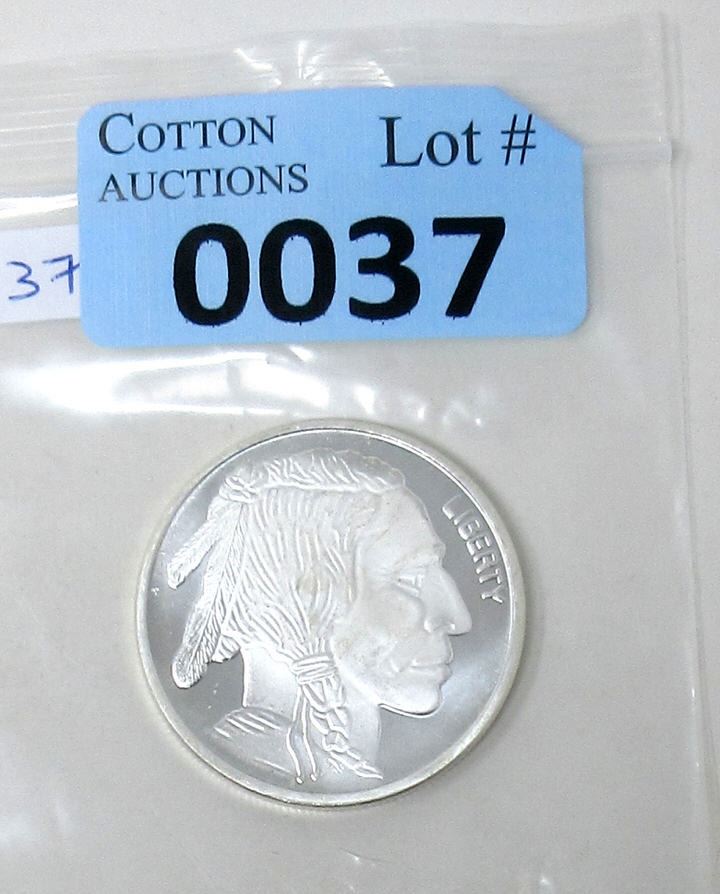 COTTON
AUCTIONS
Lot #
0037
37
LIBERTY